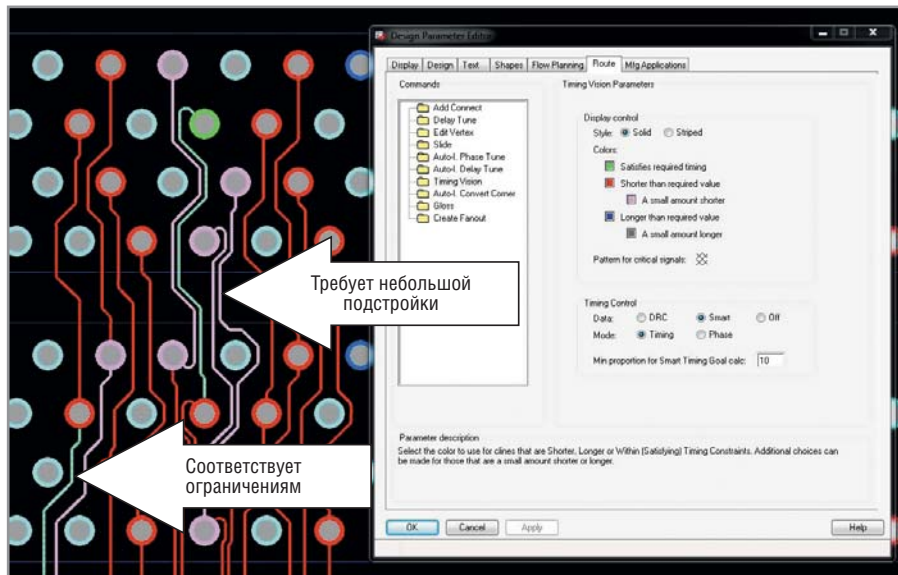 Design Parameter Editor
Display Design Text Shapes Flow Planning Route Mfg Applications
Commands
Add Connect
Delay Tune
Edit Vertex
Slide
Auto-I. Phase Tune
Auto-I. Delay Tune
Timing Vision
Auto-I. Convert Corner
Gloss
Create Fanout
Timing Vision Parameters
Display control
Style: Solid Striped
Colors:
Satisfies required timing
Shorter than required value
A small amount shorter
Longer than required value
A small amount longer
Pattern for critical signals:
Timing Control
Data: DRC Smart Off
Mode: Timing Phase
Min proportion for Smart Timing Goal calc: 10
Parameter description
Select the color to use for clines that are Shorter, Longer or Within (Satisfying) Timing Constraints. Additional choices can
be made for those that are a small amount shorter or longer.
OK Cancel Apply Help
Требует небольшой
подстройки
Соответствует
ограничениям